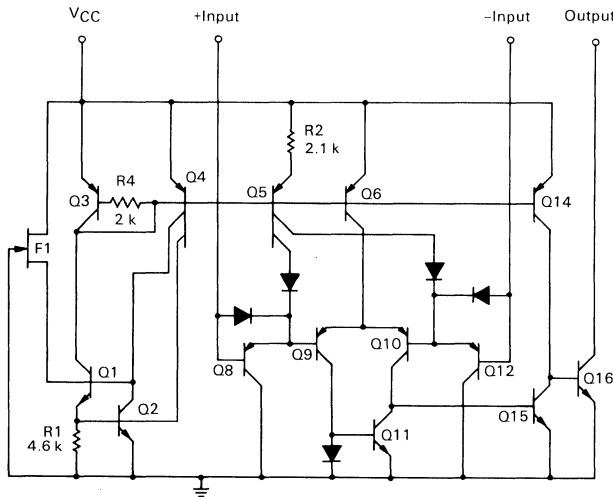 VCC +Input –Input Output
R2
2.1 k
Q3 R4 Q4 Q5 Q6 Q14
2 k
F1
Q1 Q8 Q9 Q10 Q12 Q16
R1
4.6 k
Q2 Q11 Q15